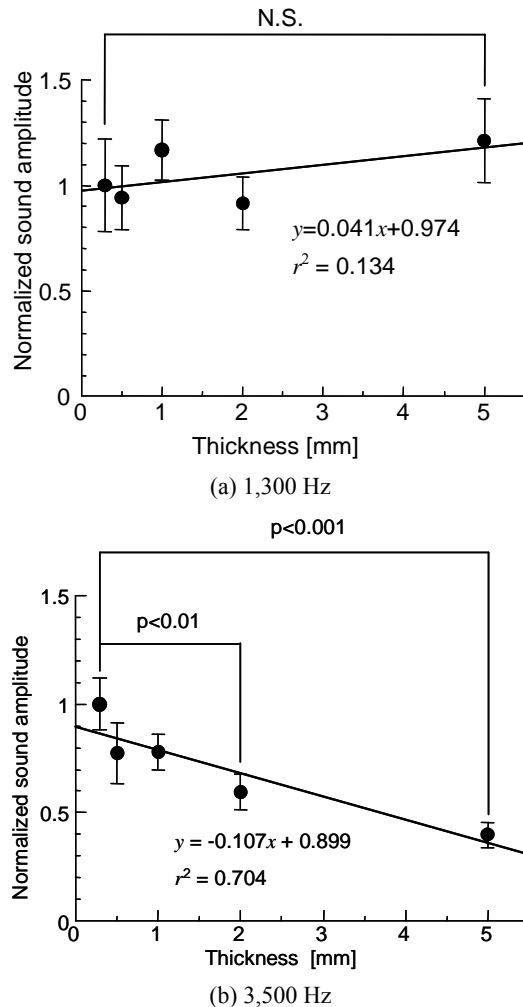 N.S.
1.5
1
0.5
0
Normalized sound amplitude
y=0.041x+0.974
r² = 0.134
0 1 2 3 4 5
Thickness [mm]
(a) 1,300 Hz
p<0.001
p<0.01
1.5
1
0.5
0
Normalized sound amplitude
y = -0.107x + 0.899
r² = 0.704
0 1 2 3 4 5
Thickness [mm]
(b) 3,500 Hz